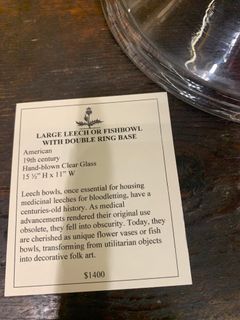 LARGE LEECH OR FISHBOWL
WITH DOUBLE RING BASE
American
19th century
Hand-blown Clear Glass
15 ½" H x 11" W
Leech bowls, once essential for housing
medicinal leeches for bloodletting, have a
centuries-old history. As medical
advancements rendered their original use
obsolete, they fell into obscurity. Today, they
are cherished as unique flower vases or fish
bowls, transforming from utilitarian objects
into decorative folk art.
$1400